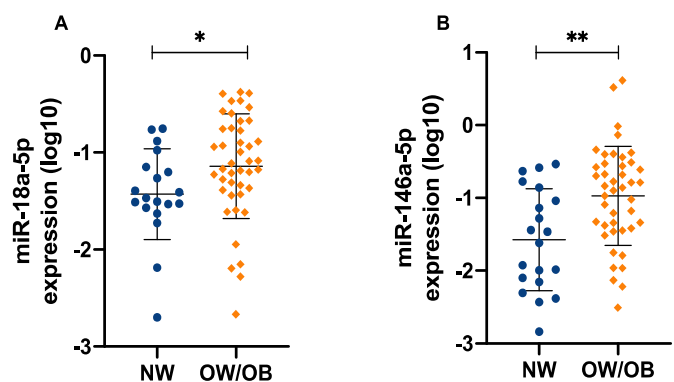 A
*
miR-18a-5p
expression (log10)
0
-1
-2
-3
NW
OW/OB
B
**
miR-146a-5p
expression (log10)
1
0
-1
-2
-3
NW
OW/OB